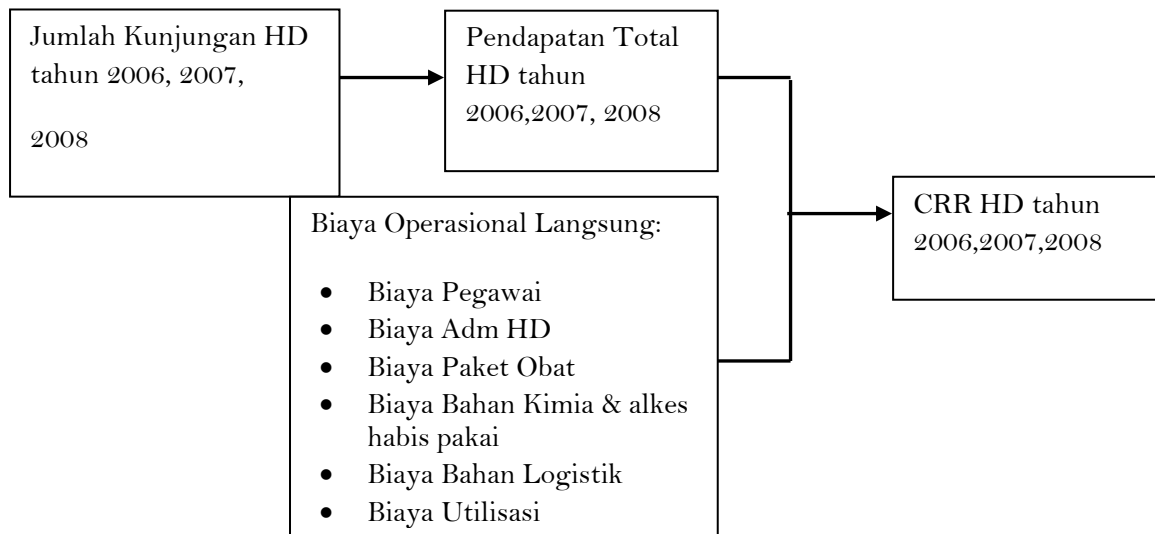 Jumlah Kunjungan HD
tahun 2006, 2007,
2008
Pendapatan Total
HD tahun
2006,2007, 2008
Biaya Operasional Langsung:
• Biaya Pegawai
• Biaya Adm HD
• Biaya Paket Obat
• Biaya Bahan Kimia & alkes
habis pakai
• Biaya Bahan Logistik
• Biaya Utilisasi
CRR HD tahun
2006,2007,2008